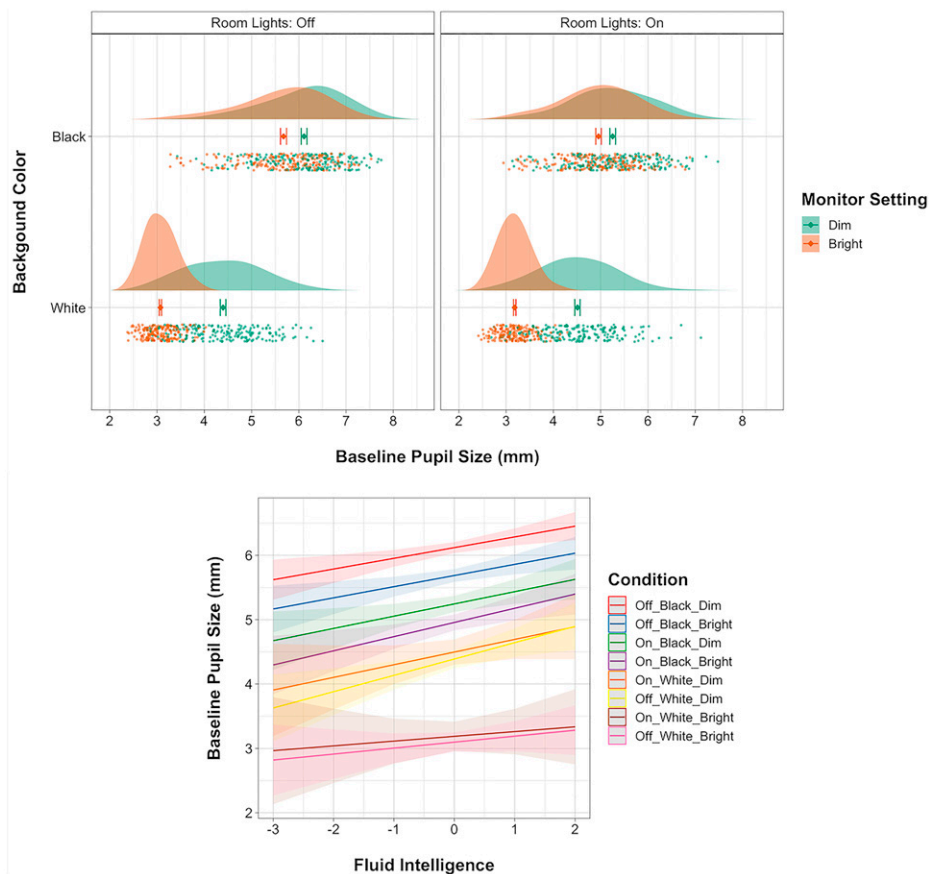 Room Lights: Off
Room Lights: On
Backgound Color
Black
White
2 3 4 5 6 7 8
2 3 4 5 6 7 8
Baseline Pupil Size (mm)
Monitor Setting
Dim
Bright
Baseline Pupil Size (mm)
6
5
4
3
2
-3 -2 -1 0 1 2
Fluid Intelligence
Condition
Off_Black_Dim
Off_Black_Bright
On_Black_Dim
On_Black_Bright
On_White_Dim
Off_White_Dim
On_White_Bright
Off_White_Bright